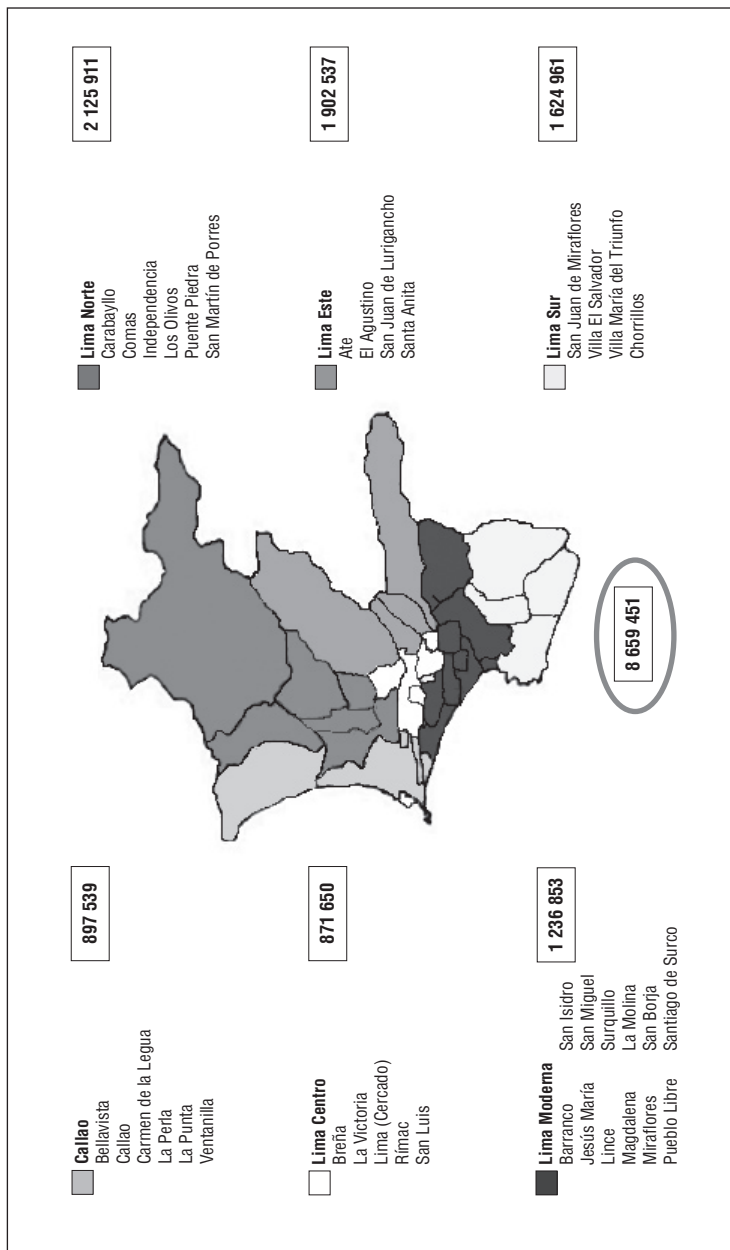 Callao
Bellavista
Callao
Carmen de la Legua
La Perla
La Punta
Ventanilla
897 539
Lima Norte
Carabayllo
Comas
Independencia
Los Olivos
Puente Piedra
San Martín de Porres
2 125 911
Lima Centro
Breña
La Victoria
Lima (Cercado)
Rímac
San Luis
871 650
Lima Este
Ate
El Agustino
San Juan de Lurigancho
Santa Anita
1 902 537
Lima Moderna
Barranco
Jesús María
Lince
Magdalena
Miraflores
Pueblo Libre
San Isidro
San Miguel
Surquillo
La Molina
San Borja
Santiago de Surco
1 236 853
Lima Sur
San Juan de Miraflores
Villa El Salvador
Villa María del Triunfo
Chorrillos
1 624 961
8 659 451